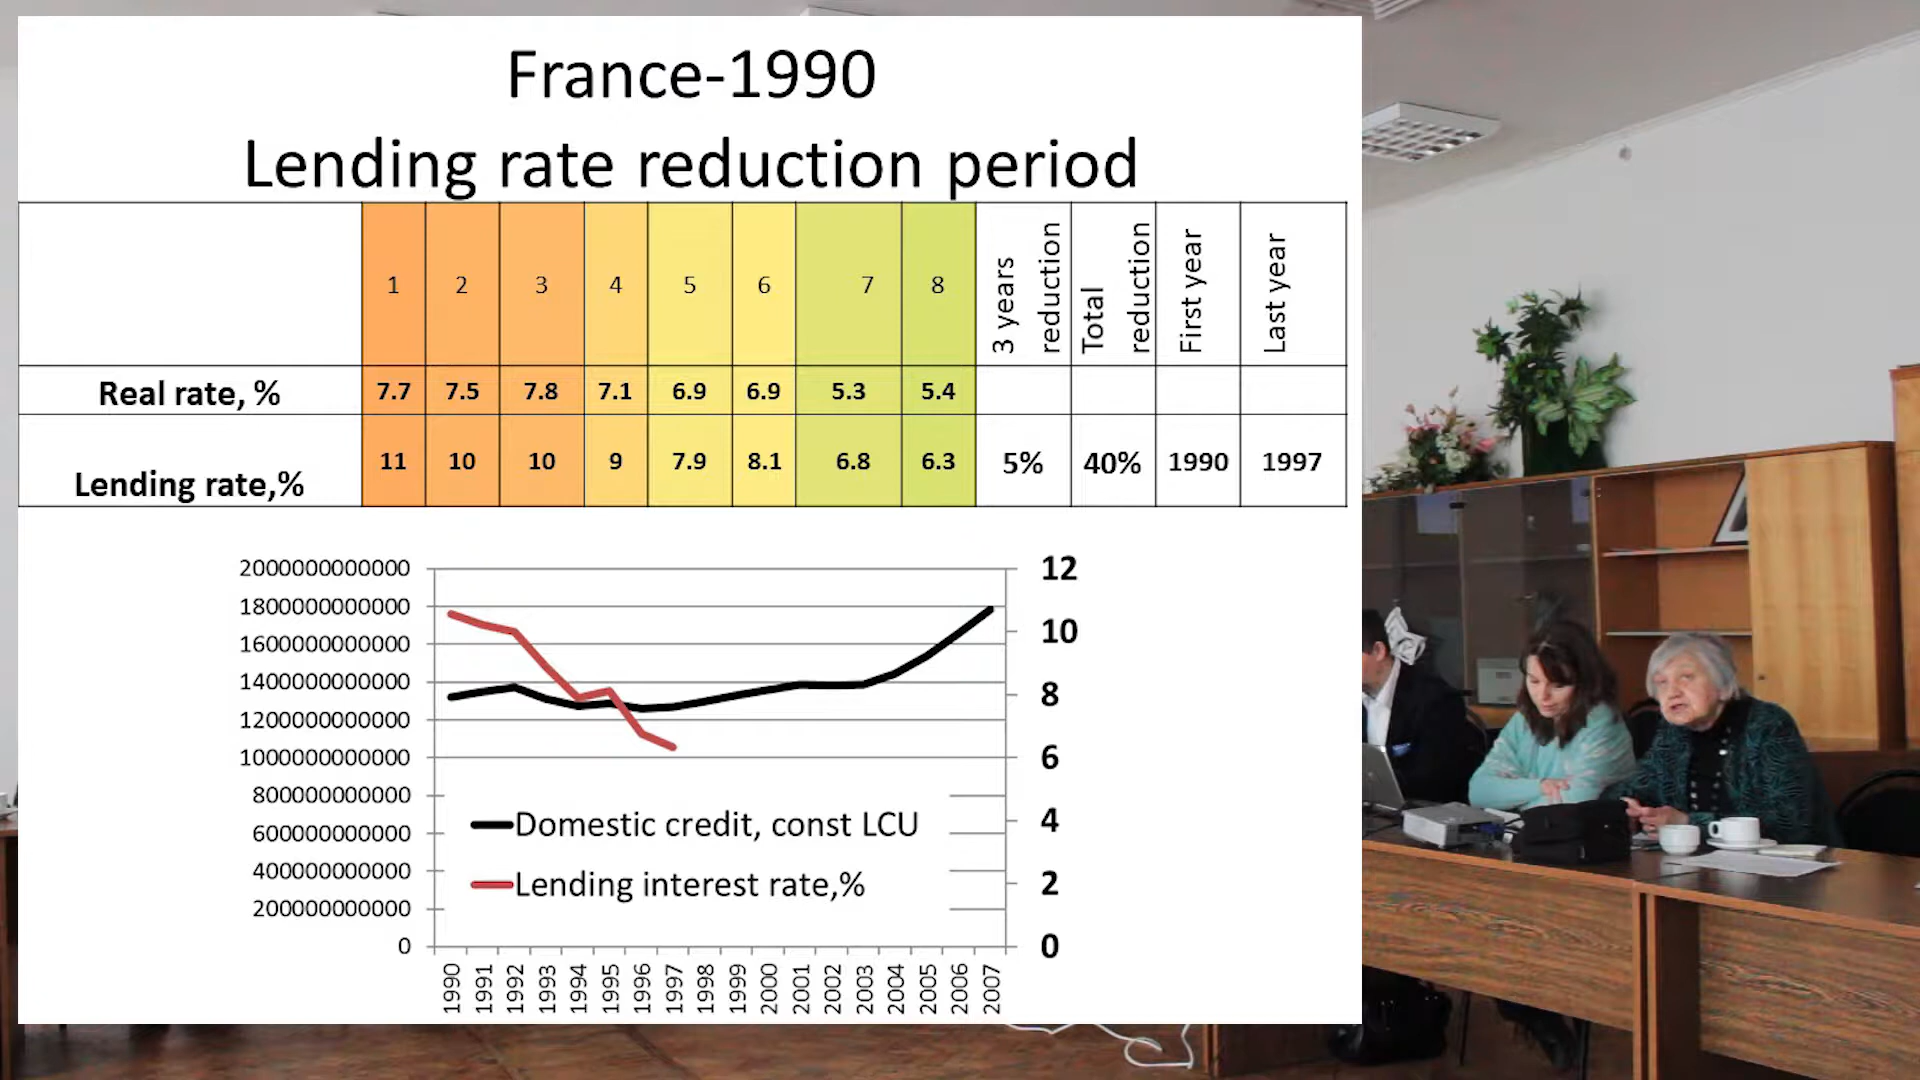 France-1990
Lending rate reduction period
1 2 3 4 5 6 7 8 3 years reduction Total reduction First year Last year
Real rate, % 7.7 7.5 7.8 7.1 6.9 6.9 5.3 5.4
Lending rate,% 11 10 10 9 7.9 8.1 6.8 6.3 5% 40% 1990 1997
2000000000000 12
1800000000000
1600000000000 10
1400000000000 8
1200000000000
1000000000000 6
800000000000
600000000000 4
400000000000 2
200000000000
0 0
Domestic credit, const LCU
Lending interest rate,%
1990 1991 1992 1993 1994 1995 1996 1997 1998 1999 2000 2001 2002 2003 2004 2005 2006 2007